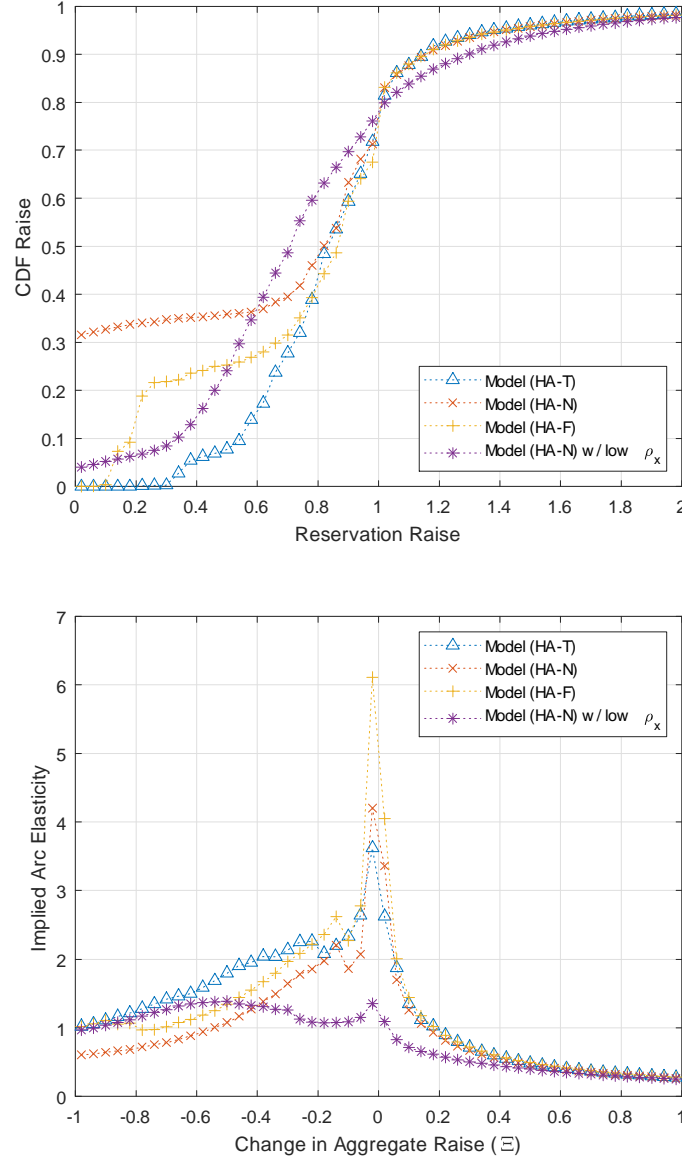 1
0.9
0.8
0.7
0.6
0.5
0.4
0.3
0.2
0.1
0
CDF Raise
Model (HA-T)
Model (HA-N)
Model (HA-F)
Model (HA-N) w/ low ρx
0 0.2 0.4 0.6 0.8 1 1.2 1.4 1.6 1.8 2
Reservation Raise
7
6
5
4
3
2
1
0
Implied Arc Elasticity
Model (HA-T)
Model (HA-N)
Model (HA-F)
Model (HA-N) w/ low ρx
-1 -0.8 -0.6 -0.4 -0.2 0 0.2 0.4 0.6 0.8 1
Change in Aggregate Raise (Ξ)